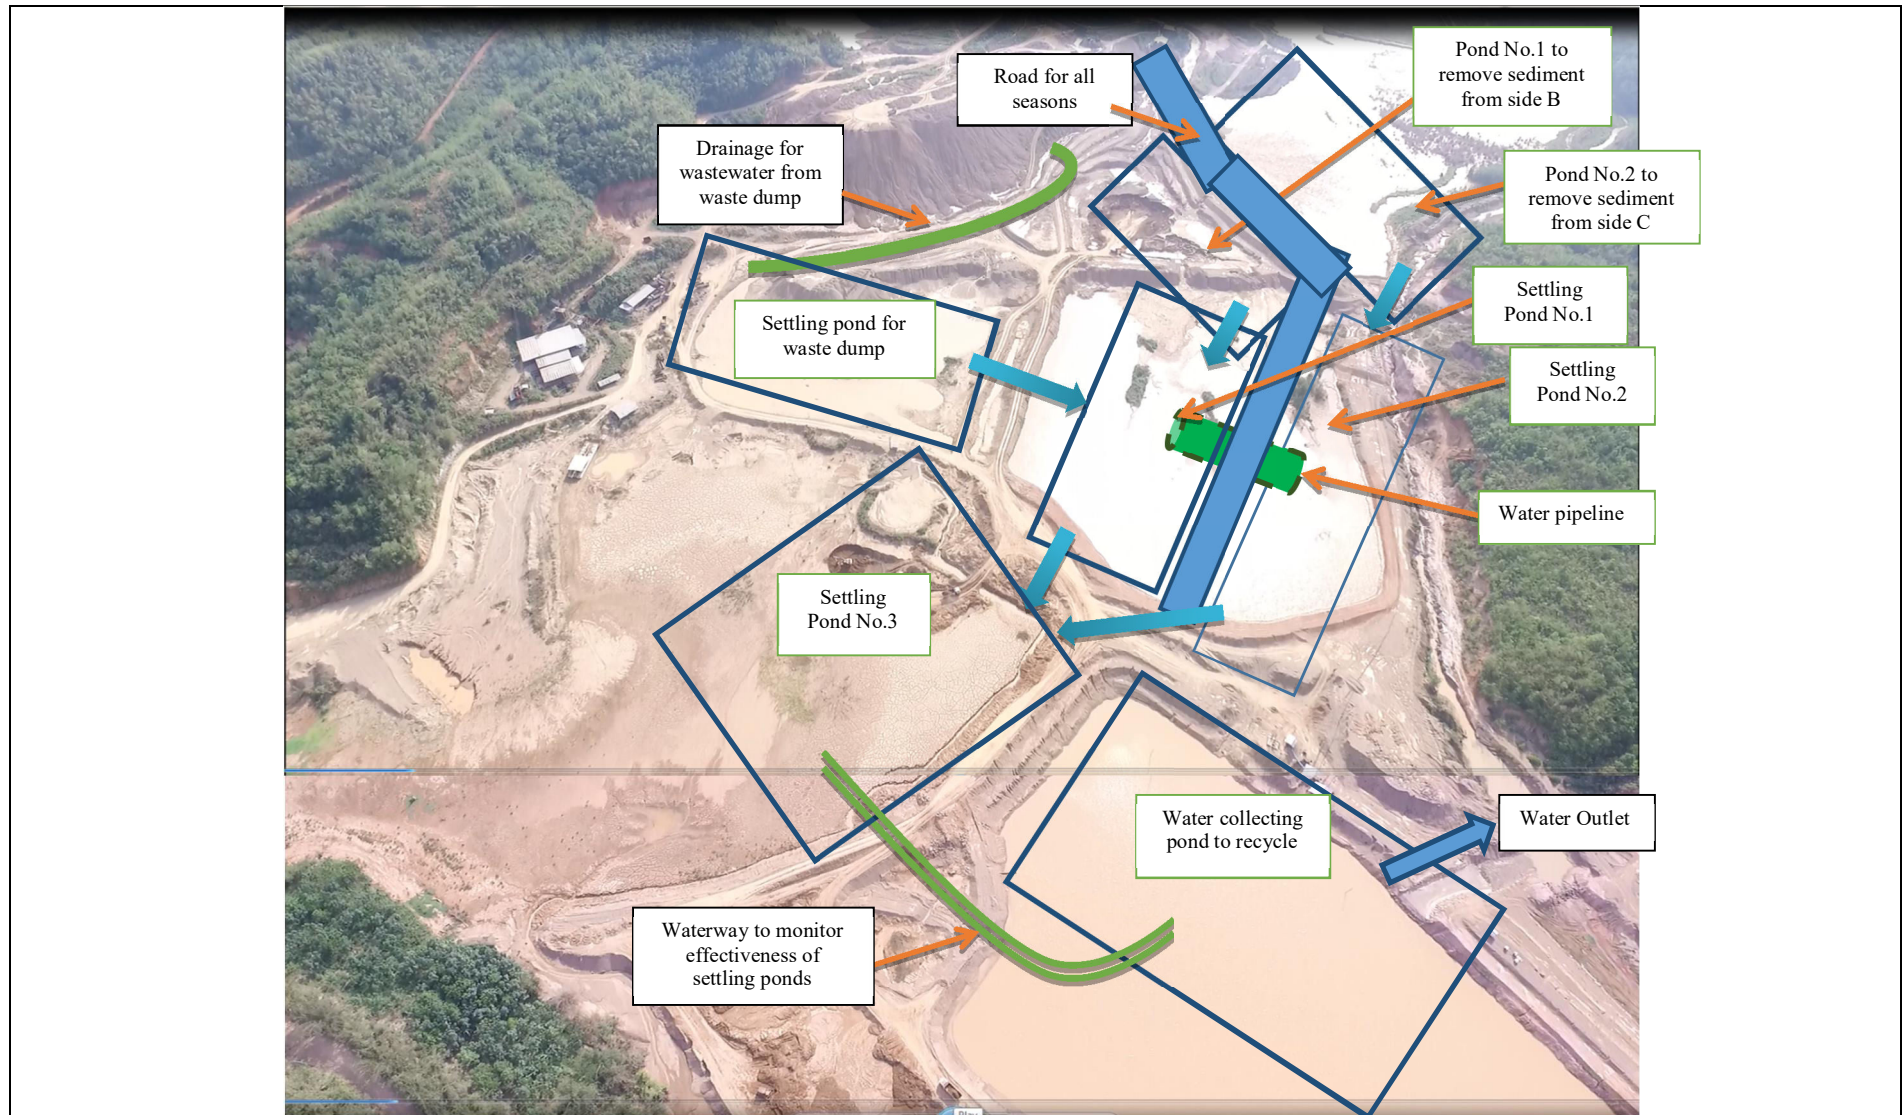 Road for all
seasons
Pond No.1 to
remove sediment
from side B
Drainage for
wastewater from
waste dump
Pond No.2 to
remove sediment
from side C
Settling
Pond No.1
Settling pond for
waste dump
Settling
Pond No.2
Water pipeline
Settling
Pond No.3
Water collecting
pond to recycle
Water Outlet
Waterway to monitor
effectiveness of
settling ponds
Play